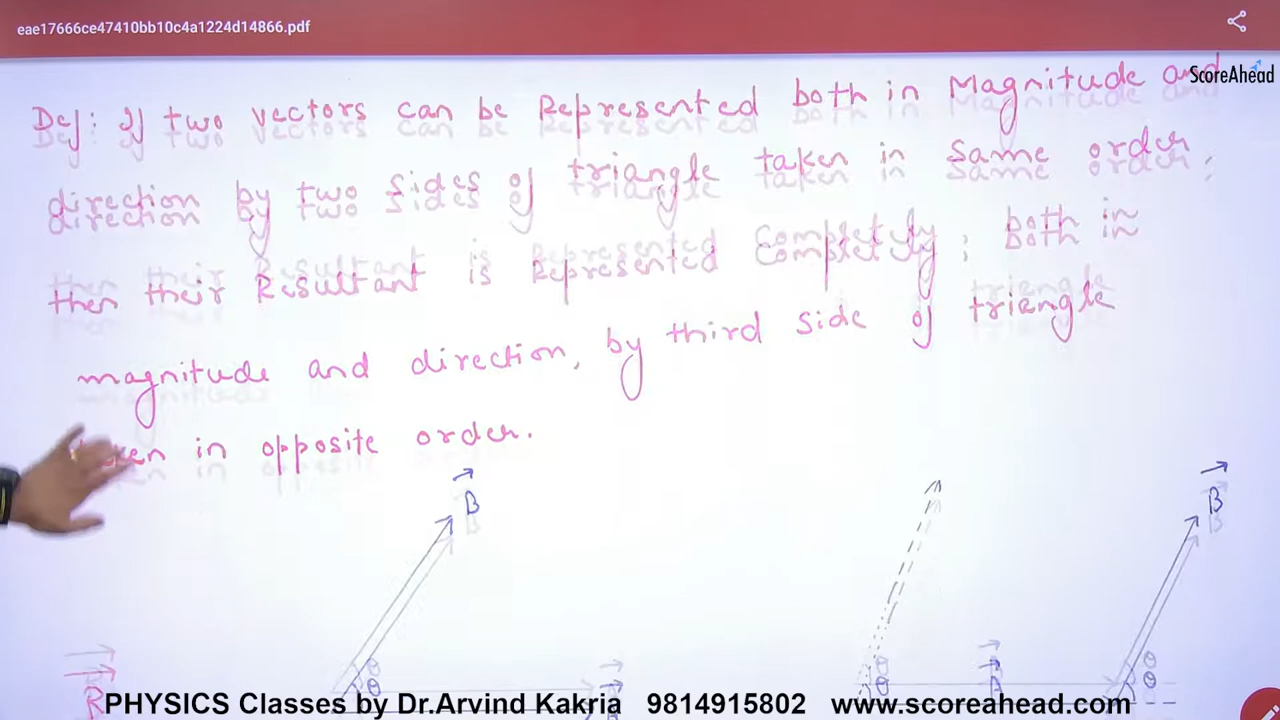 eae17666ce47410bb10c4a1224d14866.pdf
ScoreAhead
Def: If two vectors can be Represented both in Magnitude and
direction by two sides of triangle taken in same order;
then their Resultant is Represented Completely; both in
magnitude and direction, by third side of triangle
taken in opposite order.
B
B
θ
θ
θ
θ
θ
θ
R
PHYSICS Classes by Dr.Arvind Kakria 9814915802 www.scoreahead.com